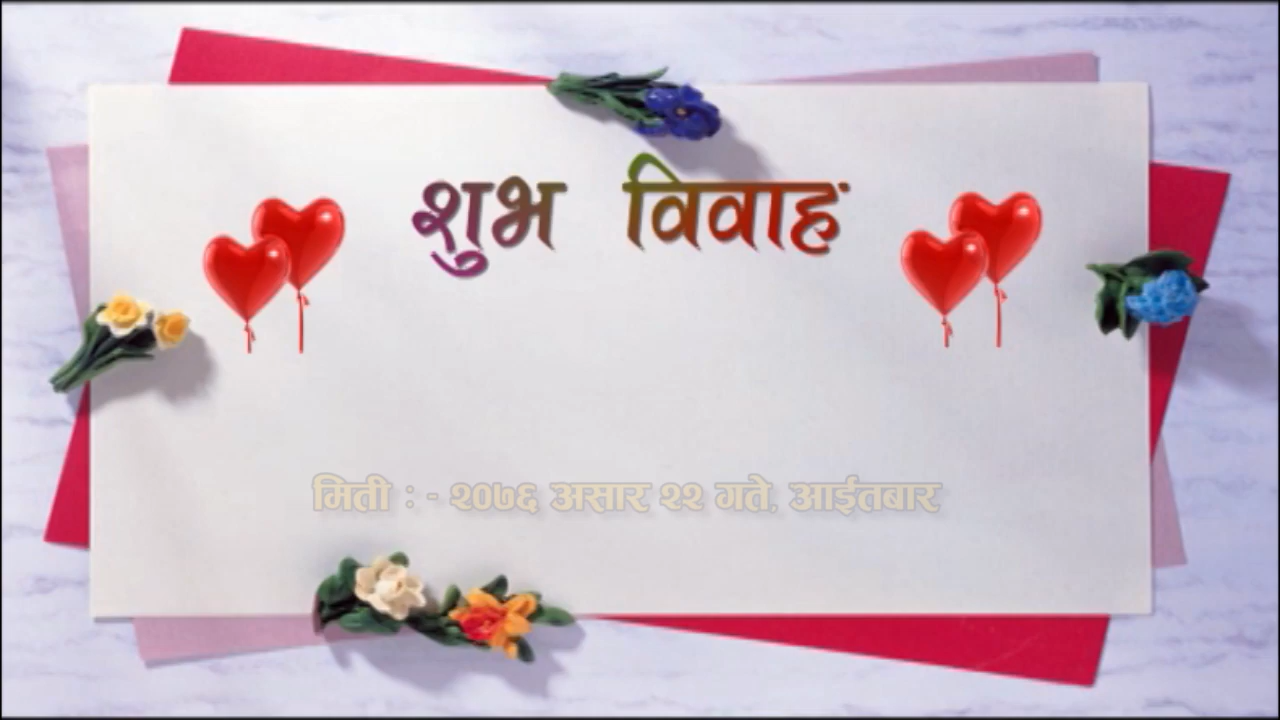 शुभ विवाह
मिती : - २०७६ असार २२ गते, आईतबार